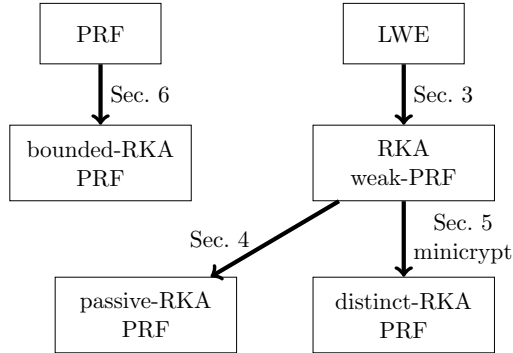 PRF
LWE
Sec. 6
Sec. 3
bounded-RKA
PRF
RKA
weak-PRF
Sec. 4
Sec. 5
minicrypt
passive-RKA
PRF
distinct-RKA
PRF